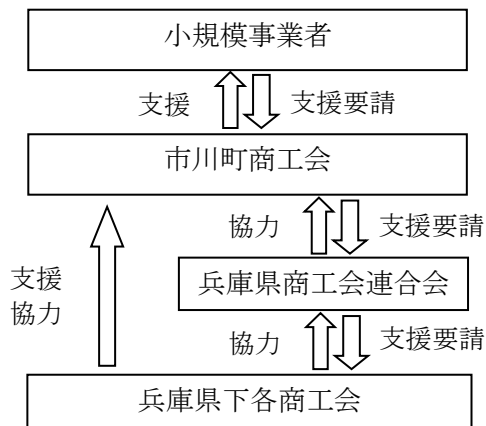 小規模事業者
支援
支援要請
市川町商工会
協力
支援要請
支援
協力
兵庫県商工会連合会
協力
支援要請
兵庫県下各商工会